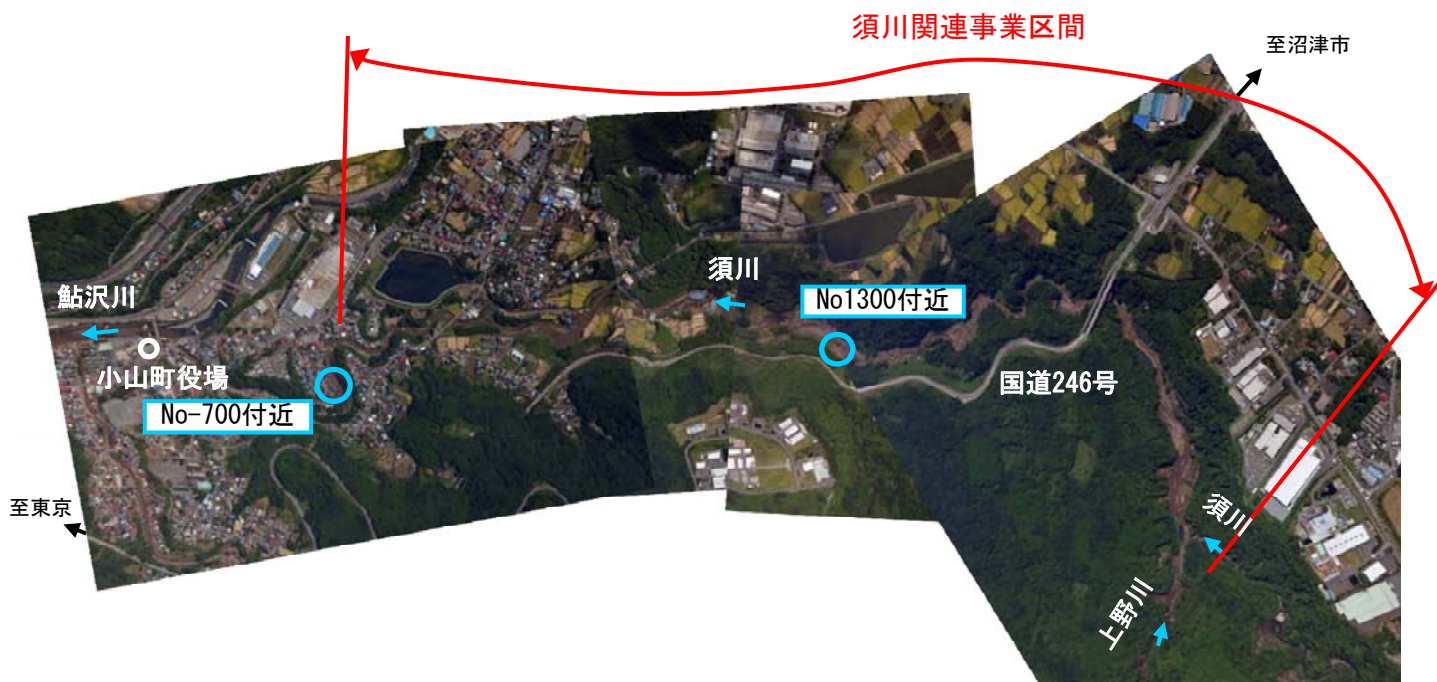 須川関連事業区間
至沼津市
須川
No1300付近
鮎沢川
小山町役場
No-700付近
国道246号
至東京
須川
上野川